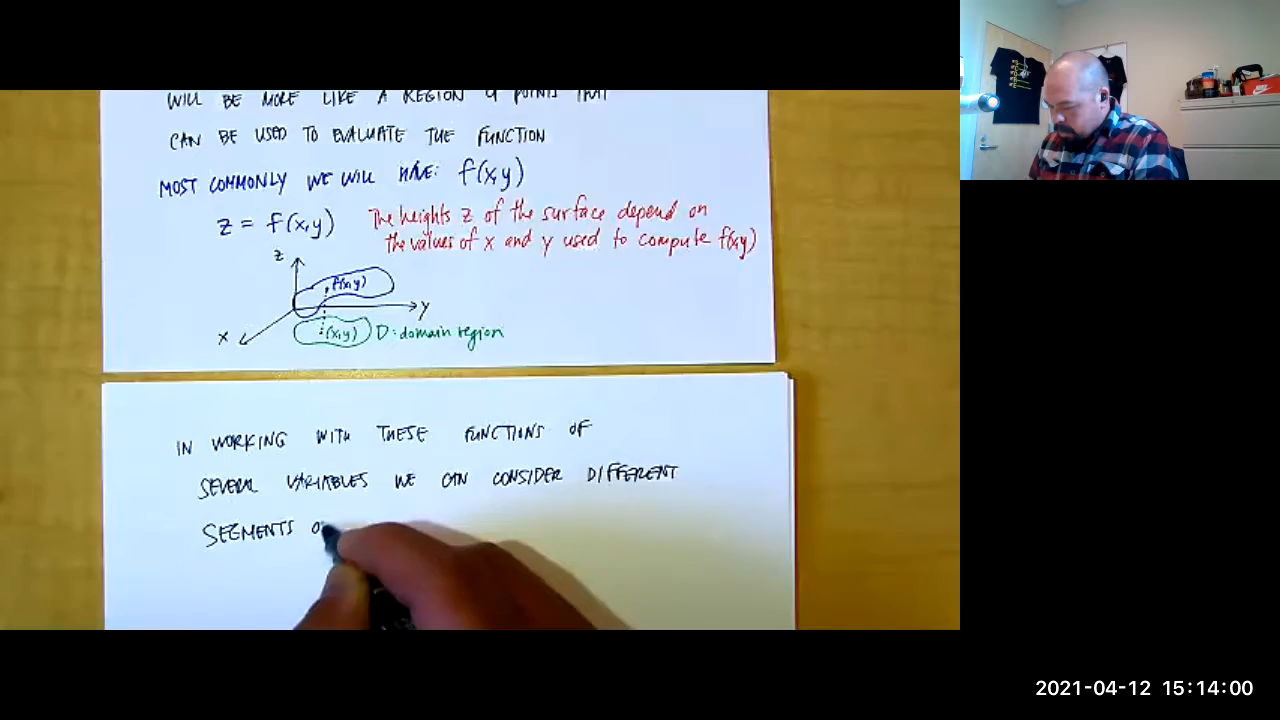 WILL BE MORE LIKE A REGION OF POINTS THAT
CAN BE USED TO EVALUATE THE FUNCTION
MOST COMMONLY WE WILL HAVE: f(x,y)
z = f(x,y)
The heights z of the surface depend on
the values of x and y used to compute f(x,y)
z
f(x,y)
y
x
(x,y) D: domain region
IN WORKING WITH THESE FUNCTIONS OF
SEVERAL VARIABLES WE CAN CONSIDER DIFFERENT
SEGMENTS O
2021-04-12 15:14:00